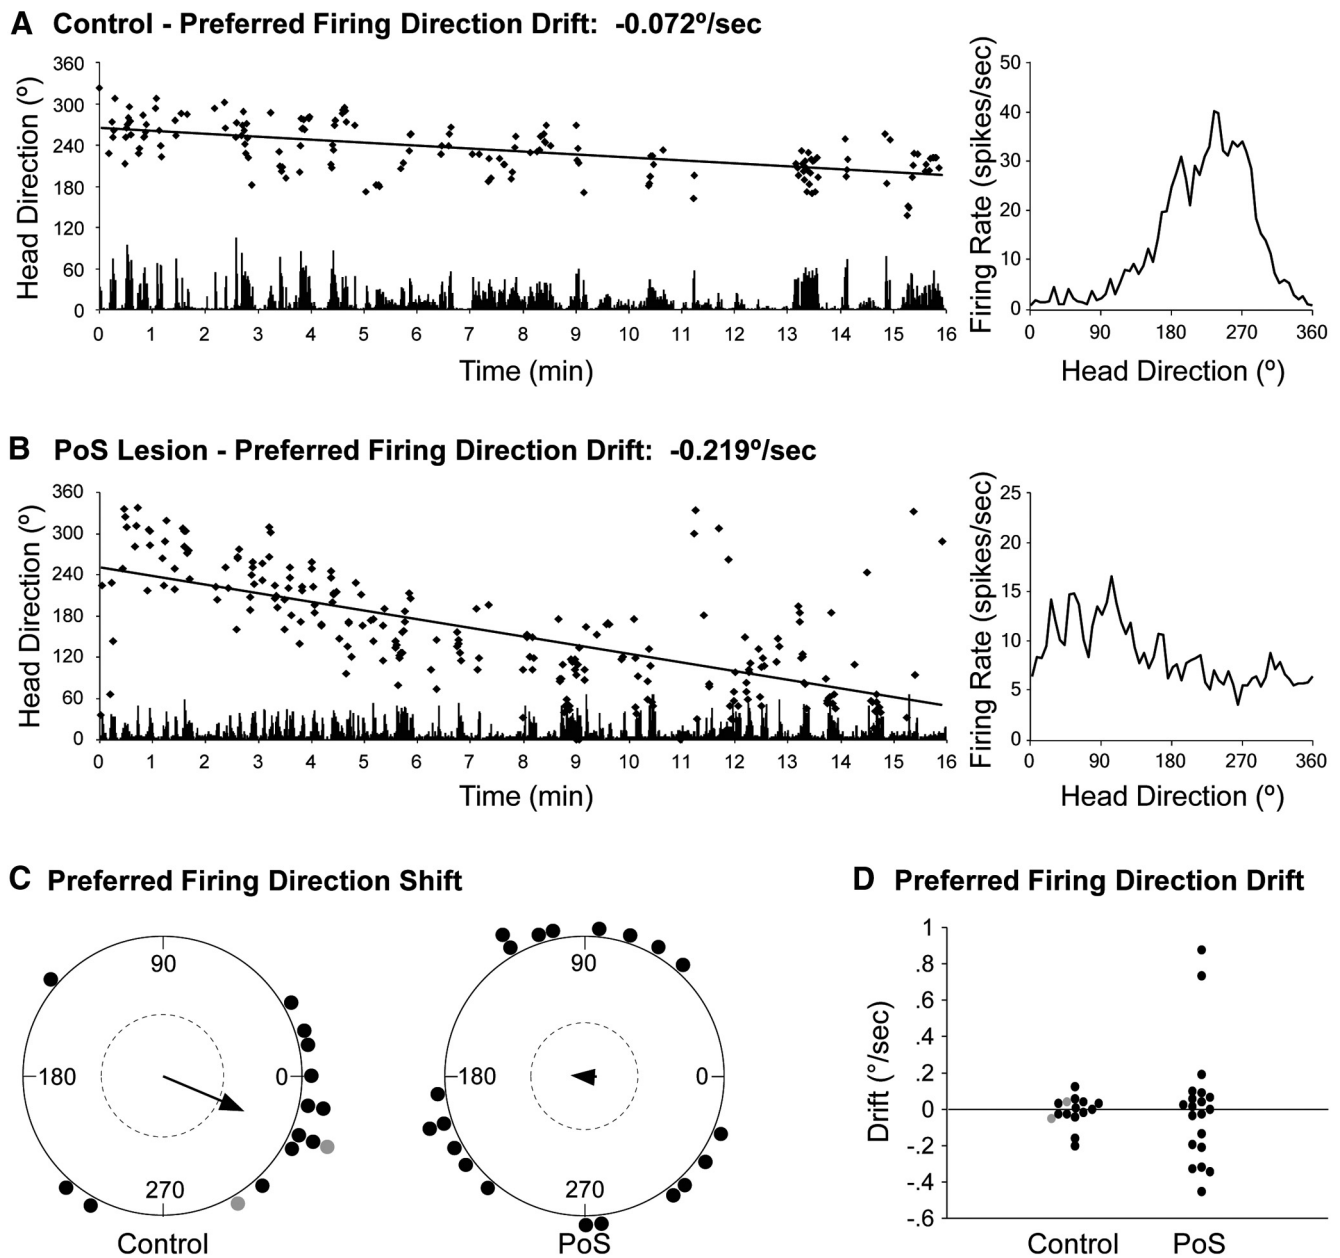 A Control - Preferred Firing Direction Drift: -0.072º/sec
Head Direction (º)
360
300
240
180
120
60
0
0 1 2 3 4 5 6 7 8 9 10 11 12 13 14 15 16
Time (min)
Firing Rate (spikes/sec)
50
40
30
20
10
0
0 90 180 270 360
Head Direction (º)
B PoS Lesion - Preferred Firing Direction Drift: -0.219º/sec
Head Direction (º)
360
300
240
180
120
60
0
0 1 2 3 4 5 6 7 8 9 10 11 12 13 14 15 16
Time (min)
Firing Rate (spikes/sec)
25
20
15
10
5
0
0 90 180 270 360
Head Direction (º)
C Preferred Firing Direction Shift
90
180 0
270
Control
90
180 0
270
PoS
D Preferred Firing Direction Drift
Drift (°/sec)
1
.8
.6
.4
.2
0
-.2
-.4
-.6
Control PoS